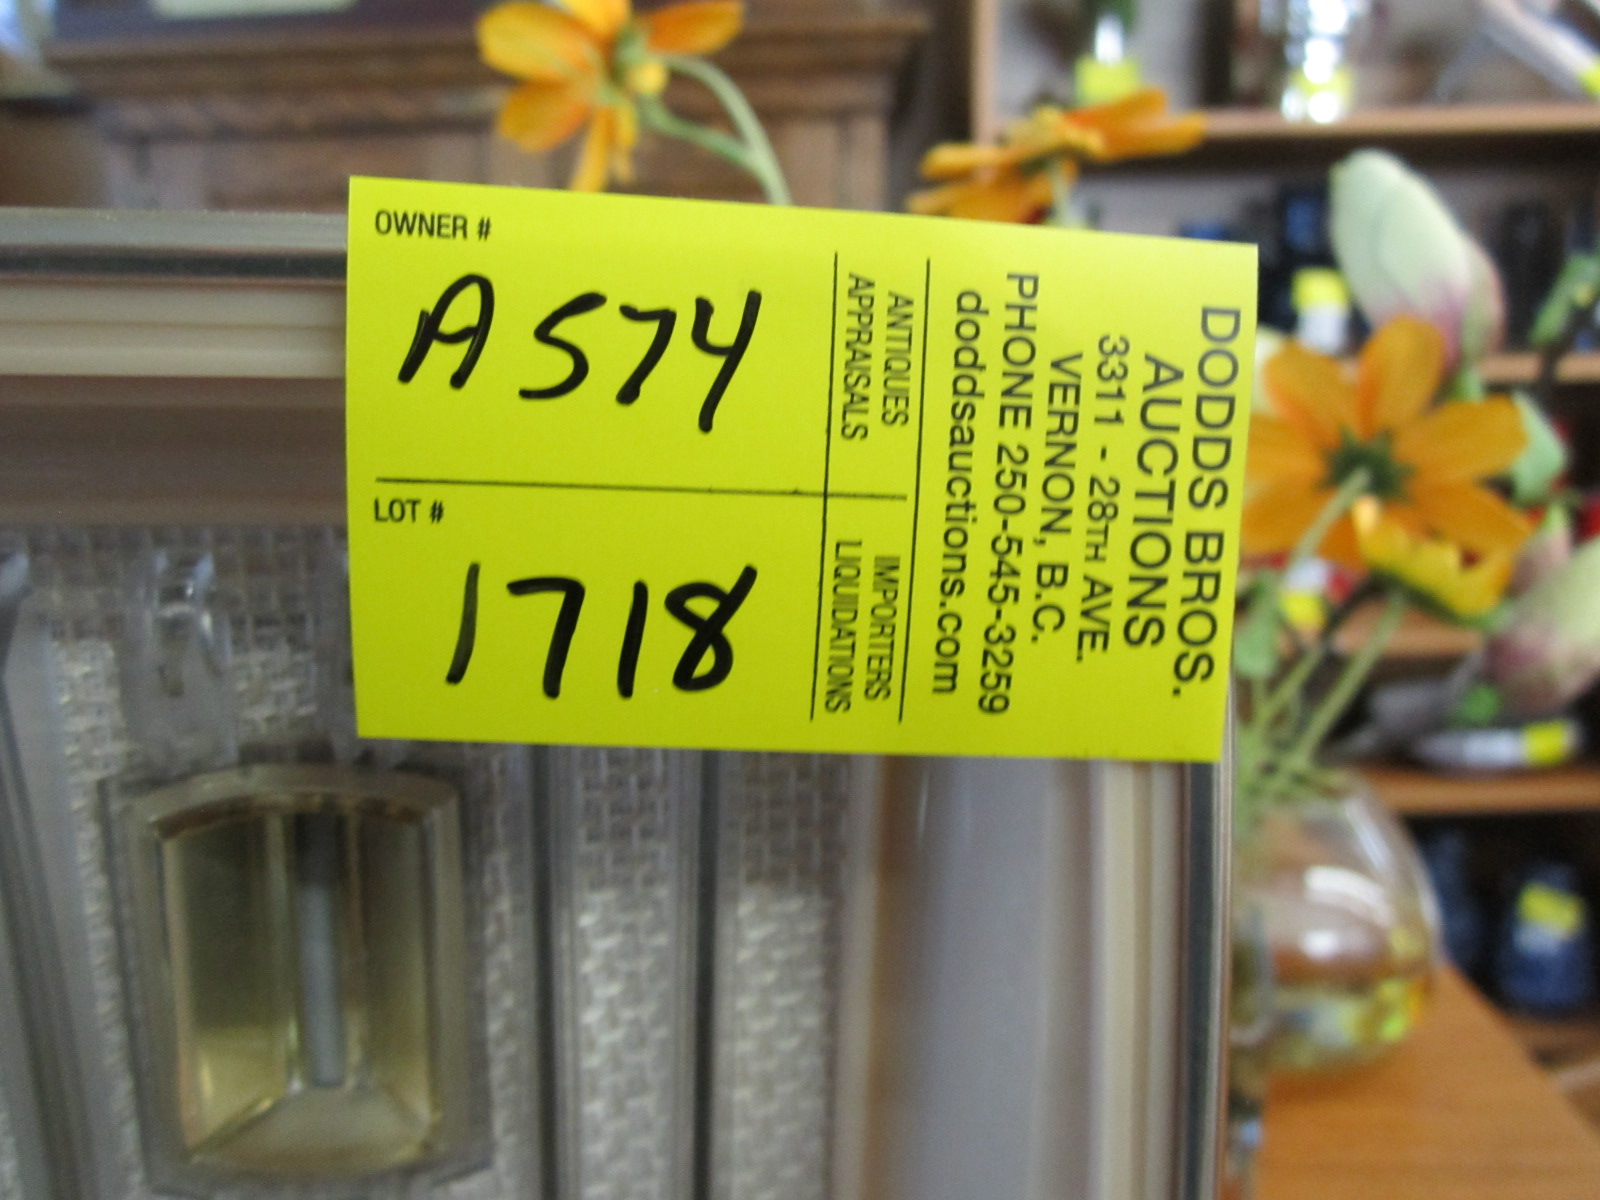 OWNER #
A574
LOT #
1718
ANTIQUES
APPRAISALS
IMPORTERS
LIQUIDATIONS
DODDS BROS.
AUCTIONS
3311 - 28TH AVE.
VERNON, B.C.
PHONE 250-545-3259
doddsauctions.com